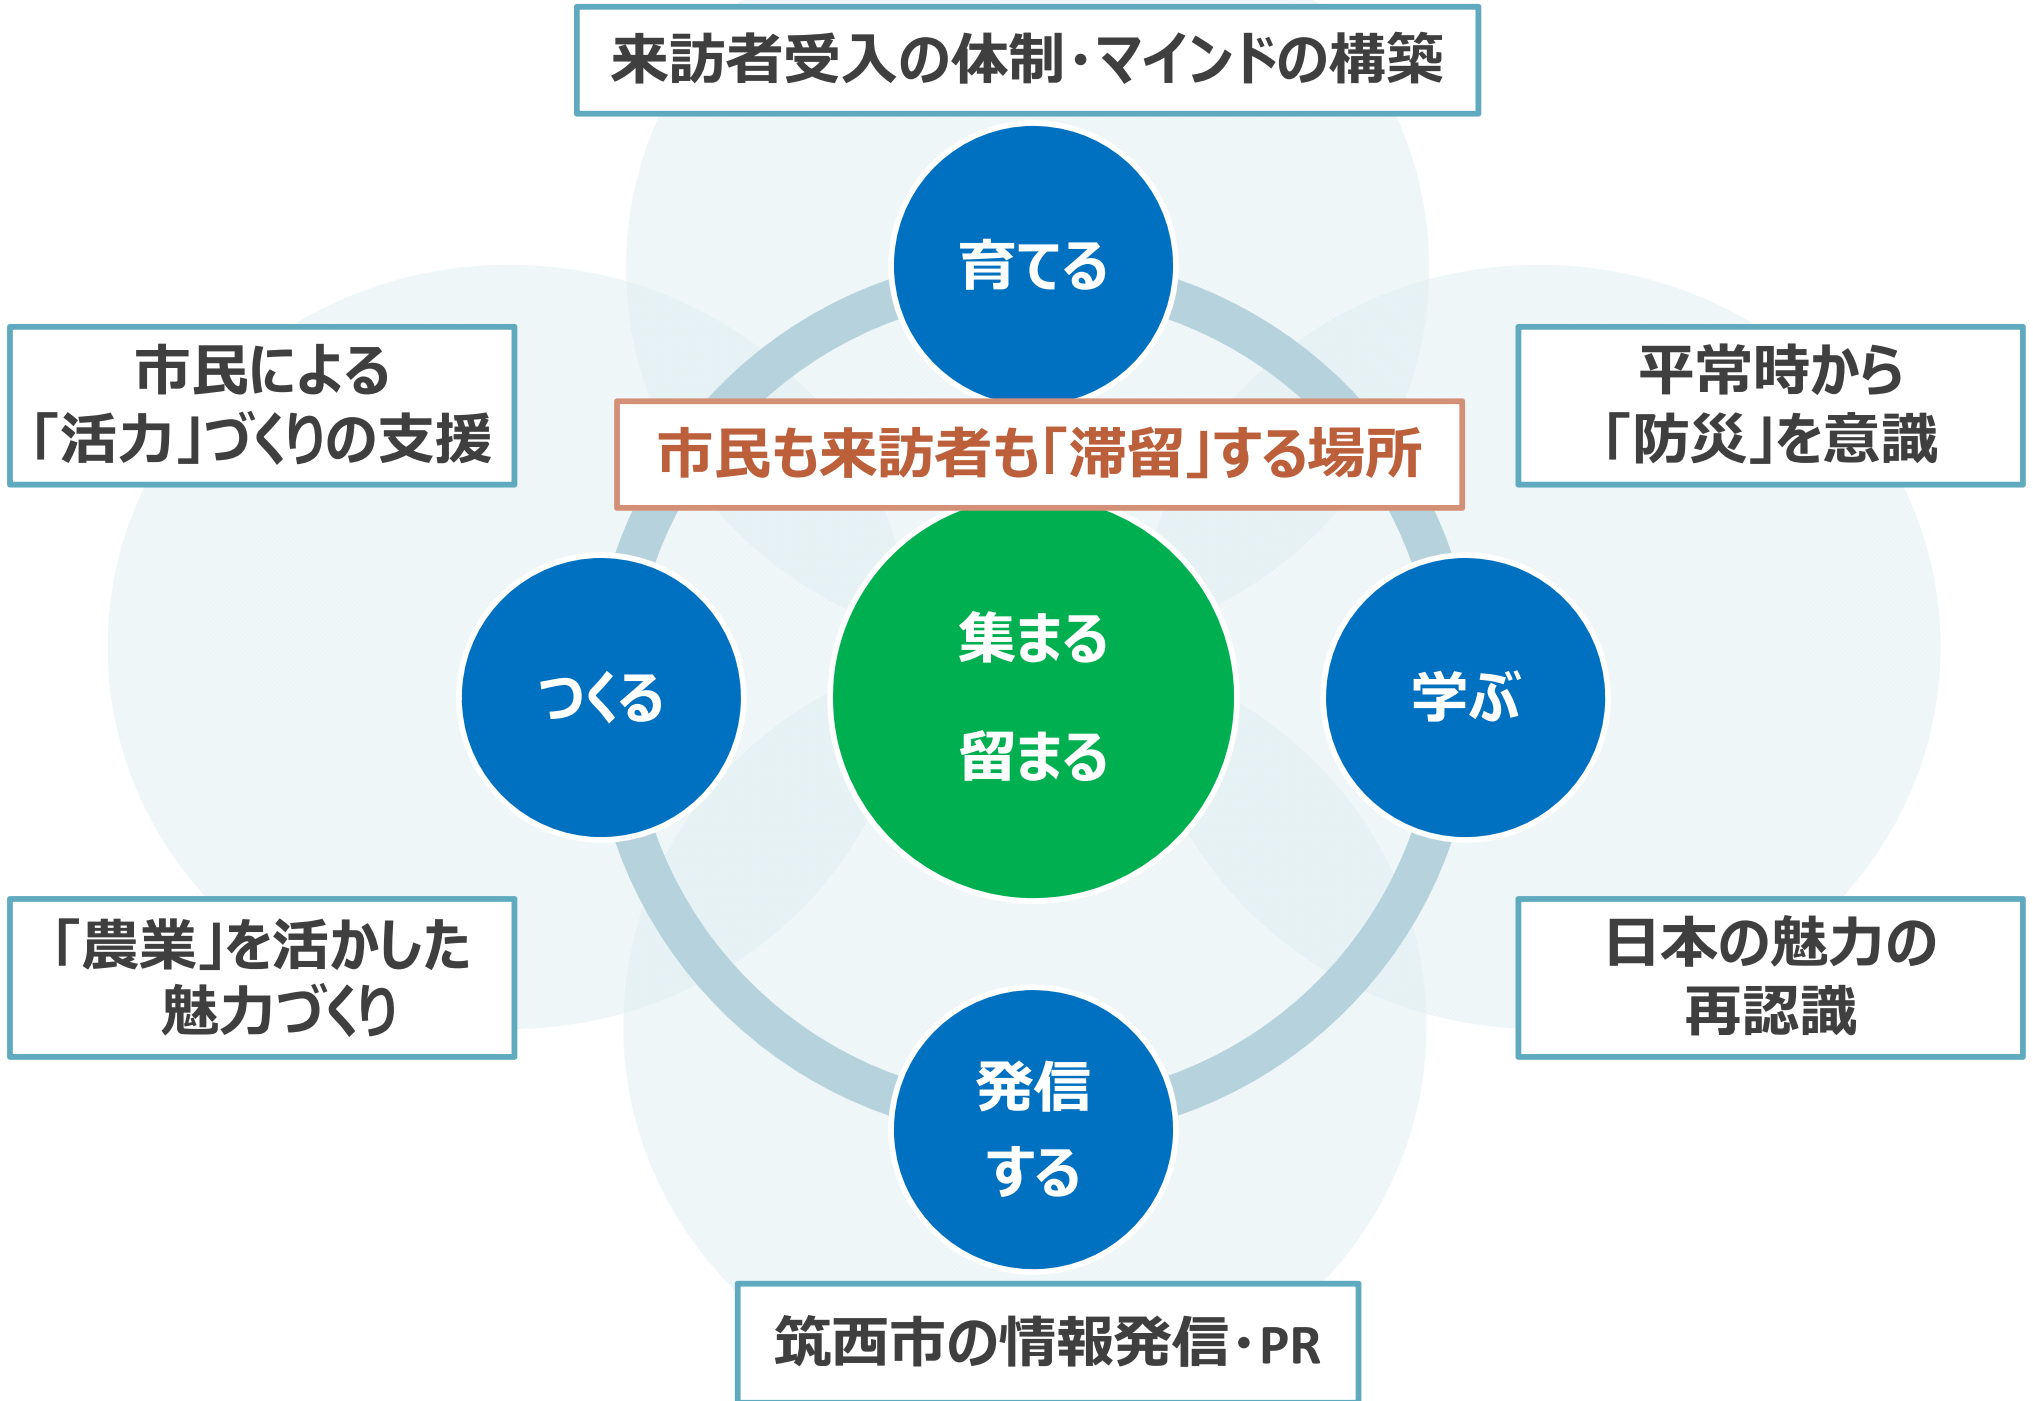 来訪者受入の体制・マインドの構築
育てる
市民による
「活力」づくりの支援
平常時から
「防災」を意識
市民も来訪者も「滞留」する場所
集まる
留まる
つくる
学ぶ
「農業」を活かした
魅力づくり
日本の魅力の
再認識
発信
する
筑西市の情報発信・PR